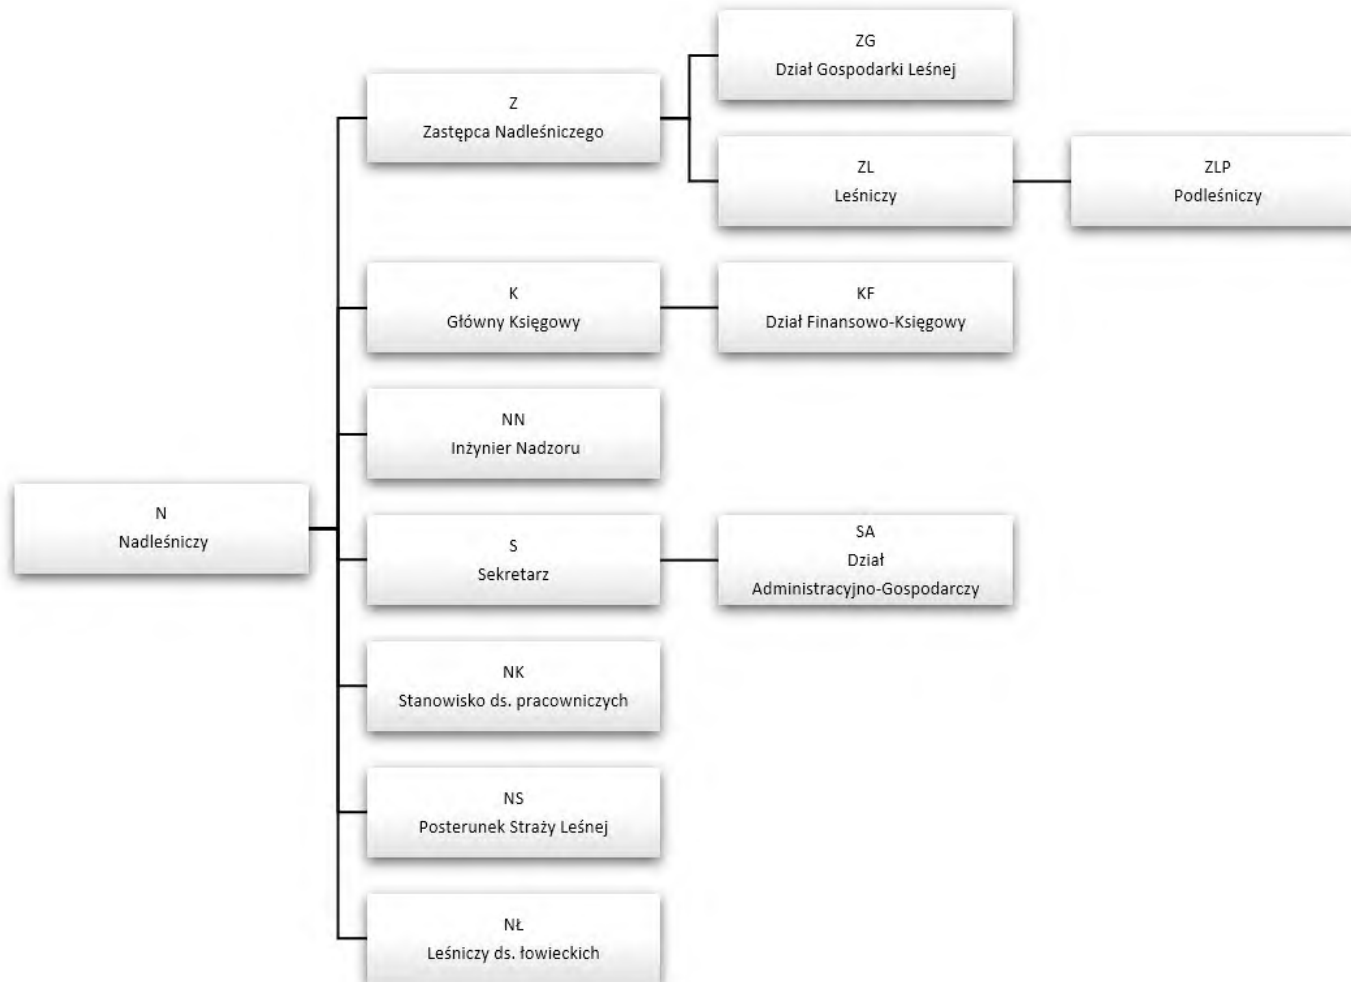 ZG
Dział Gospodarki Leśnej
Z
Zastępca Nadleśniczego
ZL
Leśniczy
ZLP
Podleśniczy
K
Główny Księgowy
KF
Dział Finansowo-Księgowy
NN
Inżynier Nadzoru
N
Nadleśniczy
S
Sekretarz
SA
Dział
Administracyjno-Gospodarczy
NK
Stanowisko ds. pracowniczych
NS
Posterunek Straży Leśnej
NŁ
Leśniczy ds. łowieckich